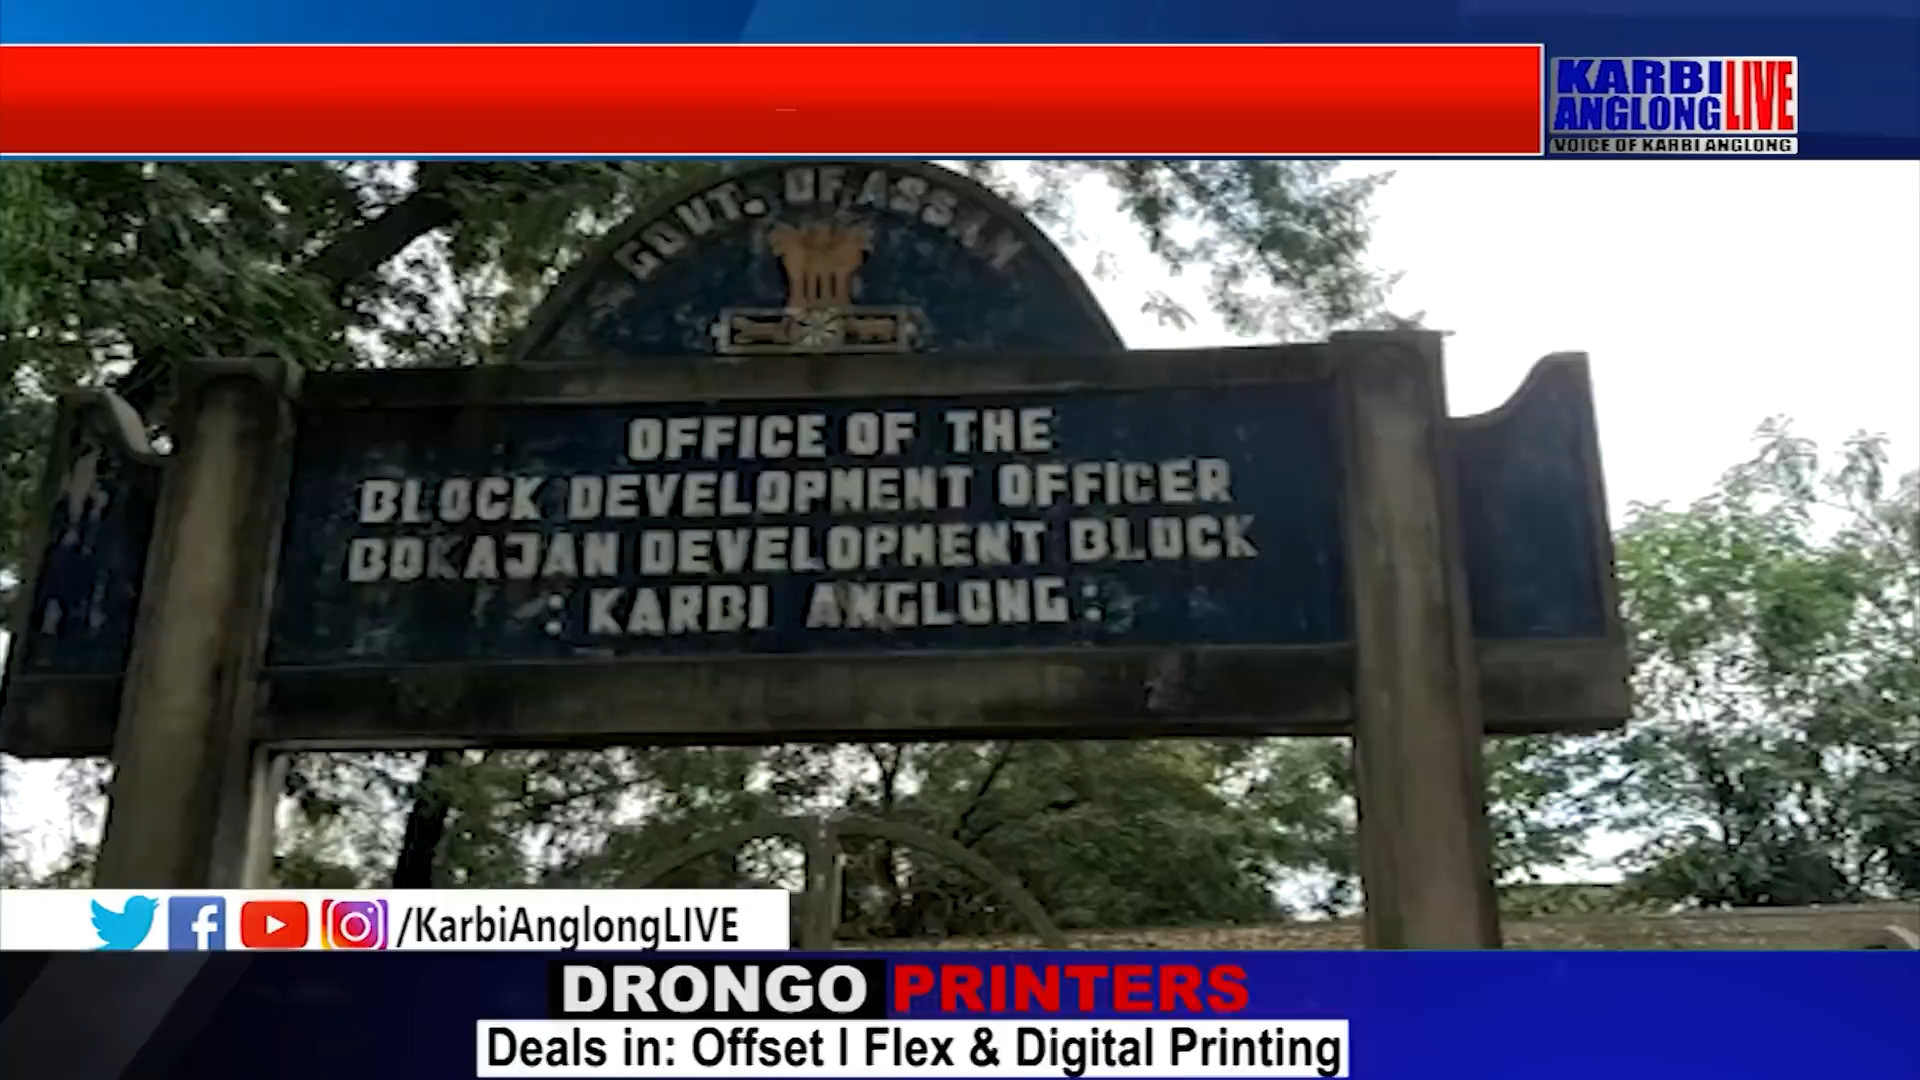 KARBI
ANGLONG LIVE
VOICE OF KARBI ANGLONG
GOVT. OF ASSAM
OFFICE OF THE
BLOCK DEVELOPMENT OFFICER
BOKAJAN DEVELOPMENT BLOCK
: KARBI ANGLONG :
/KarbiAnglongLIVE
DRONGO PRINTERS
Deals in: Offset I Flex & Digital Printing